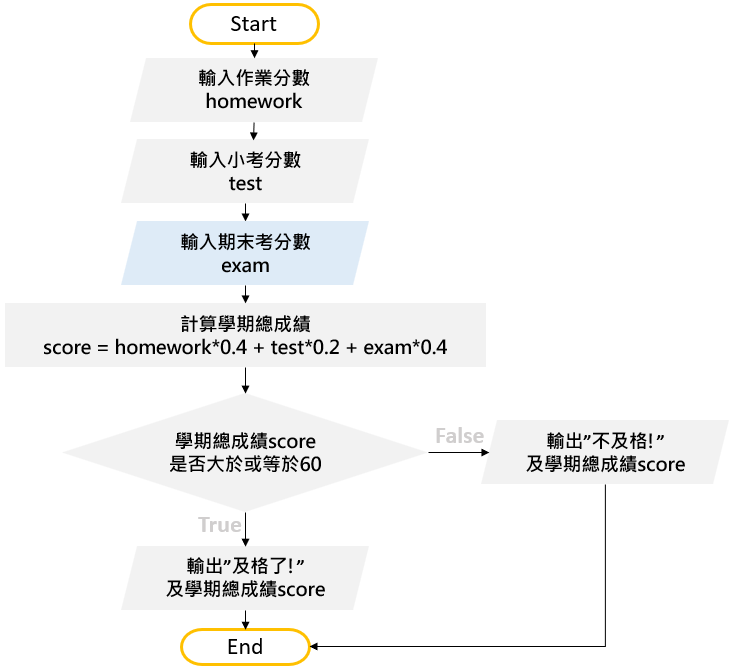 Start
輸入作業分數
homework
輸入小考分數
test
輸入期末考分數
exam
計算學期總成績
score = homework*0.4 + test*0.2 + exam*0.4
學期總成績score
是否大於或等於60
False
輸出”不及格!”
及學期總成績score
True
輸出”及格了!”
及學期總成績score
End